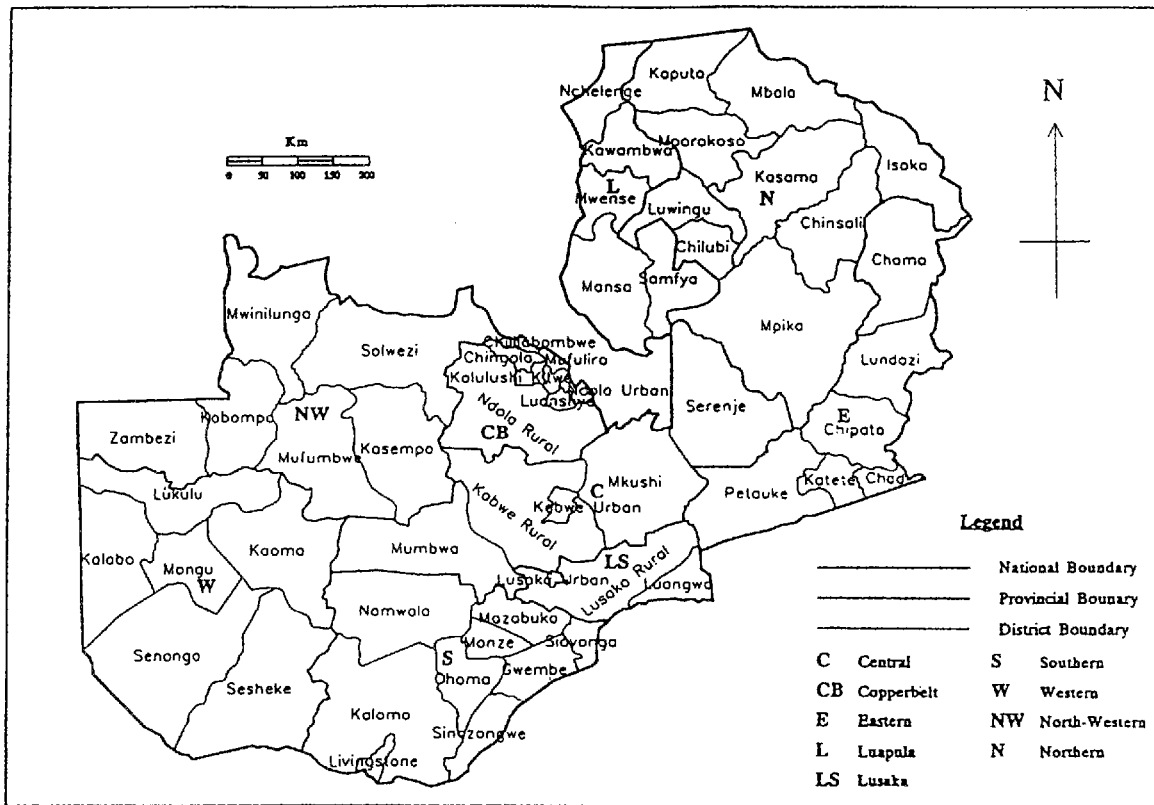 Kaputa
Nchelenge
Mbala
N
Km
0 50 100 150 200
Moorokoso
Kawambwa
Isoka
Kasama
L
N
Mwense
Luwingu
Chinsali
Chilubi
Chama
Mansa
Samfya
Mwinilunga
Mpika
Solwezi
Chililabombwe
Chingola
Mufulira
Lundazi
Kalulushi
Kitwe
Ndola Urban
Luanshya
Serenje
NW
Kabompo
Ndola Rural
E
CB
Chipata
Zambezi
Mufumbwe
Kasempa
Mkushi
Petauke
Katete
Lukulu
Kabwe Rural
C
Kabwe Urban
Legend
Kalabo
Kaoma
Mumbwa
LS
Mongu
W
Lusaka Urban
Lusaka Rural
Luangwa
National Boundary
Namwala
Mazabuka
Provincial Bounary
Monze
Siavonga
District Boundary
Senanga
S
Gwembe
C Central
S Southern
Sesheke
Choma
CB Copperbelt
W Western
Kalomo
E Eastern
NW North-Western
Sinazongwe
L Luapula
N Northern
Livingstone
LS Lusaka